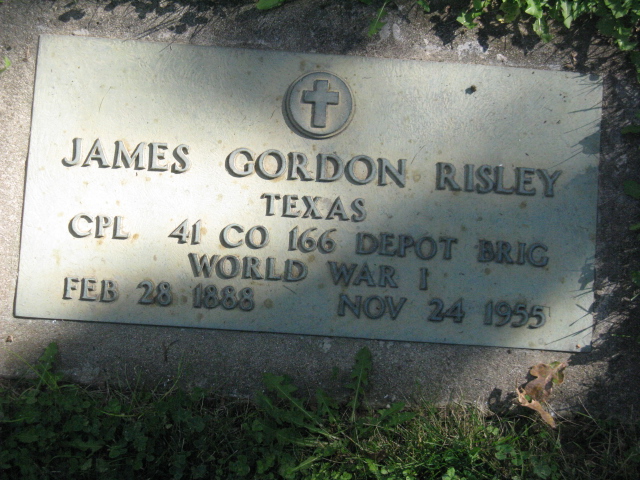 JAMES GORDON RISLEY
TEXAS
CPL 41 CO 166 DEPOT BRIG
WORLD WAR I
FEB 28 1888 NOV 24 1955